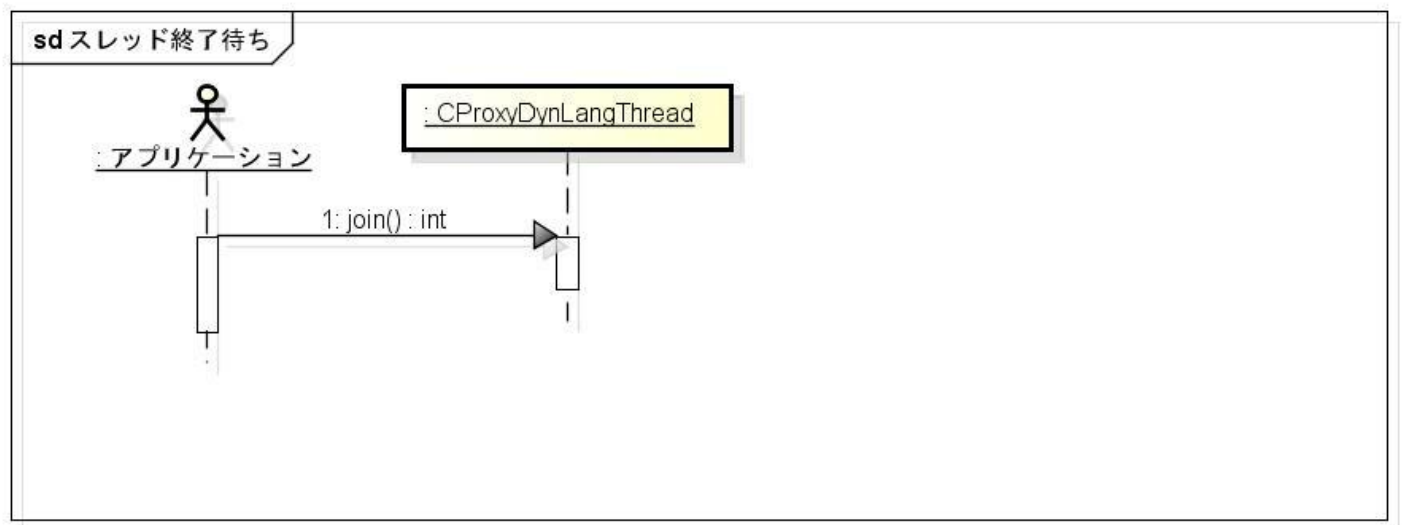 sd スレッド終了待ち
: アプリケーション
: CProxyDynLangThread
1: join() : int